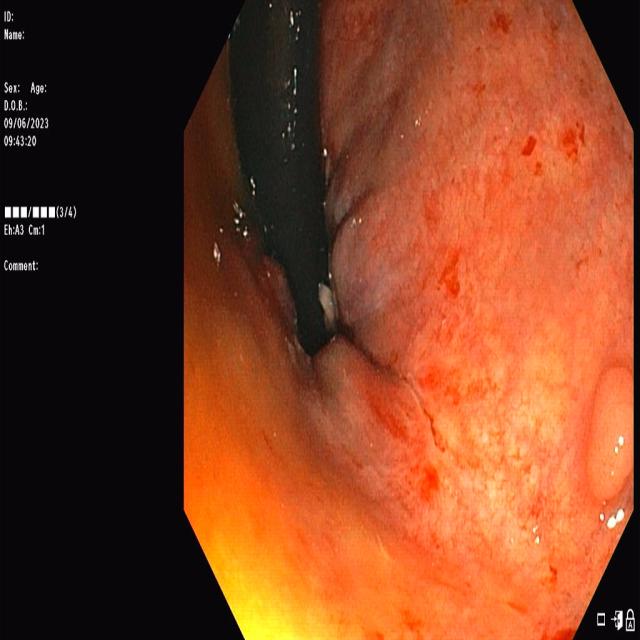 ID:
Name:
Sex: Age:
D.O.B.:
09/06/2023
09:43:20
■■■/■■■(3/4)
Eh:A3 Cm:1
Comment: